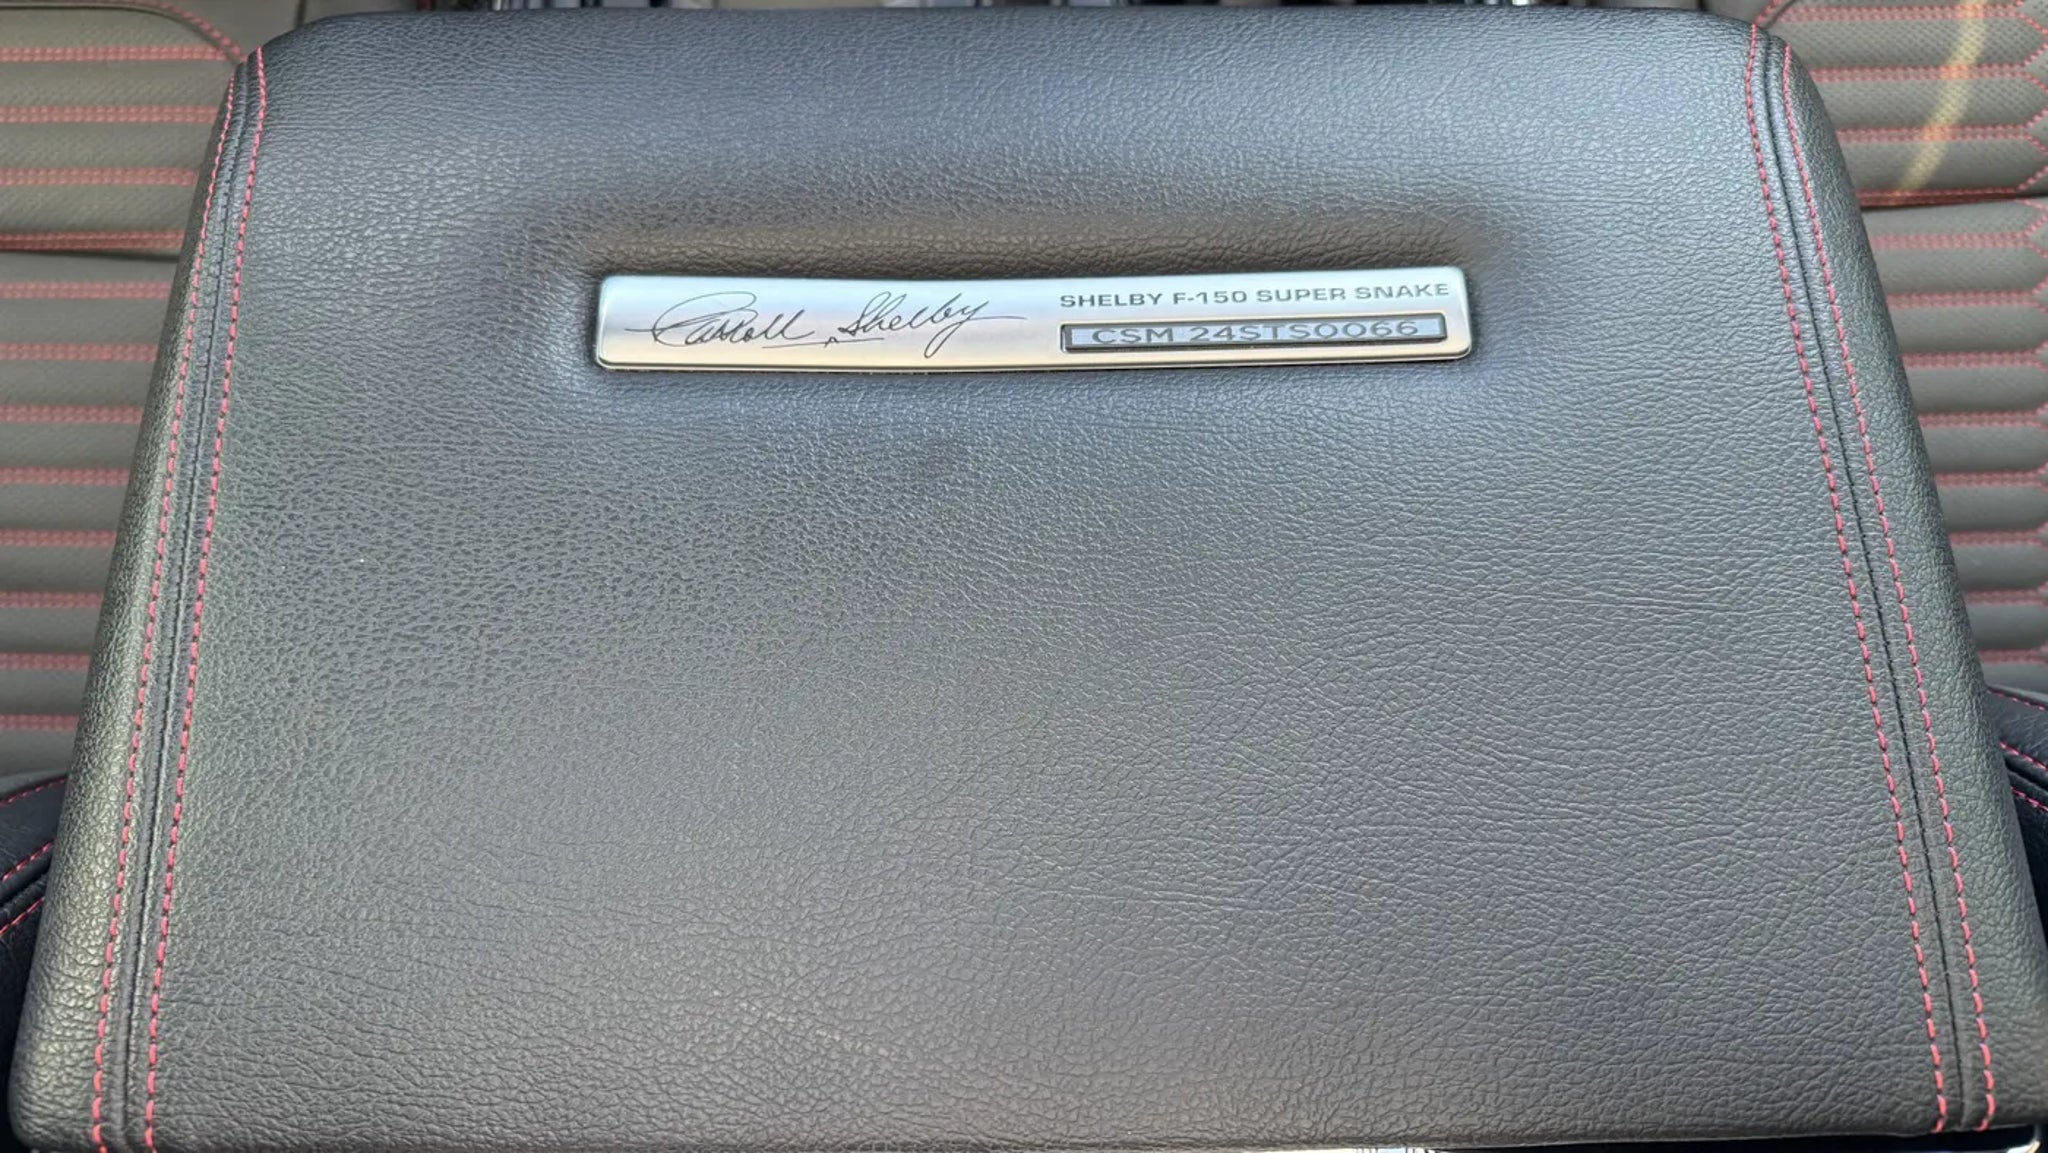 Carroll Shelby
SHELBY F-150 SUPER SNAKE
CSM 24STS0066